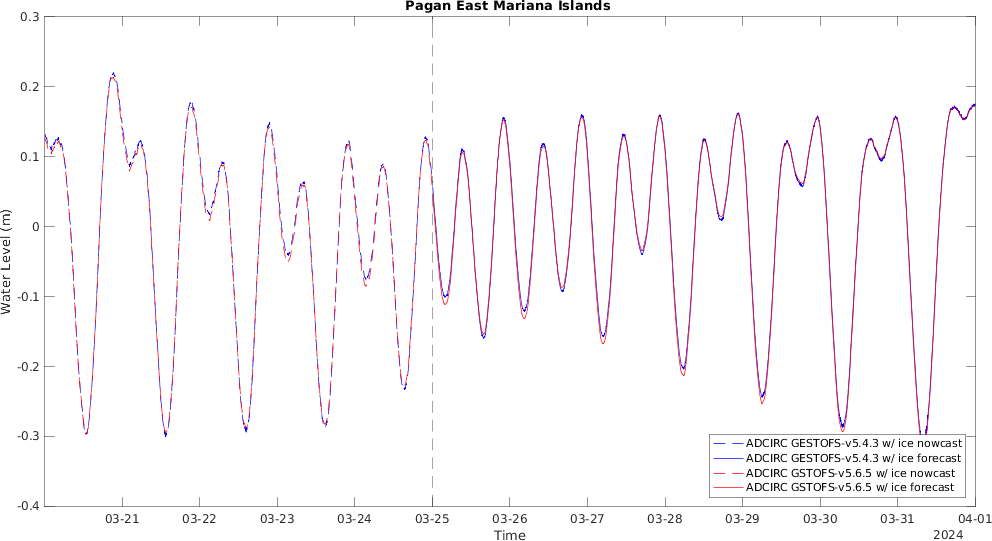 Pagan East Mariana Islands
0.3
0.2
0.1
0
-0.1
-0.2
-0.3
-0.4
Water Level (m)
ADCIRC GESTOFS-v5.4.3 w/ ice nowcast
ADCIRC GESTOFS-v5.4.3 w/ ice forecast
ADCIRC GSTOFS-v5.6.5 w/ ice nowcast
ADCIRC GSTOFS-v5.6.5 w/ ice forecast
03-21 03-22 03-23 03-24 03-25 03-26 03-27 03-28 03-29 03-30 03-31 04-01
Time
2024